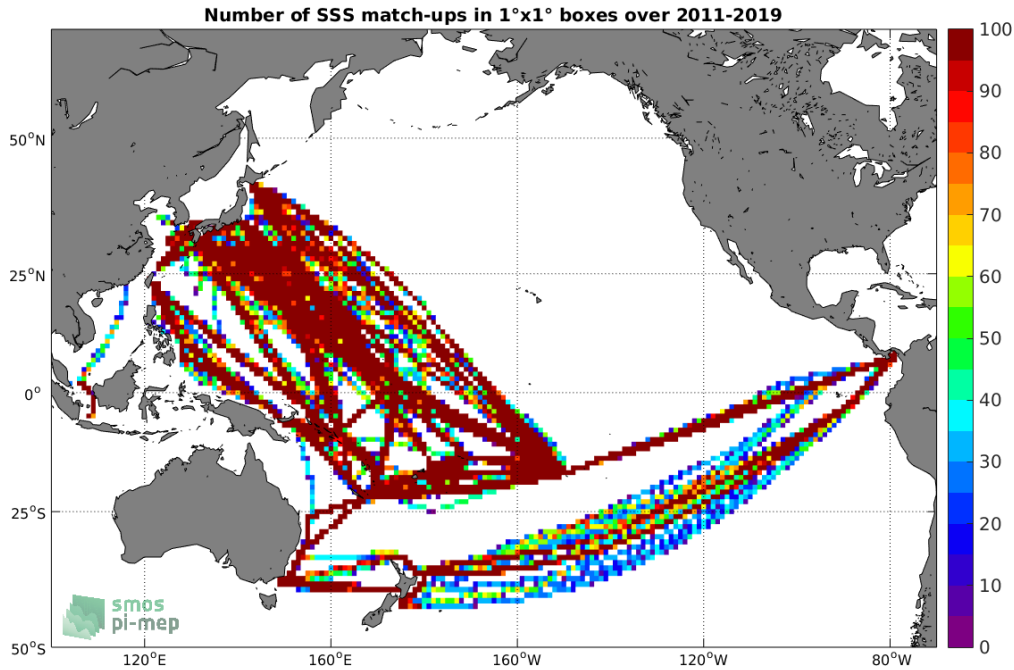 Number of SSS match-ups in 1°x1° boxes over 2011-2019
100
90
80
70
60
50
40
30
20
10
0
50°N
25°N
0°
25°S
50°S
120°E
160°E
160°W
120°W
80°W
smos
pi-mep